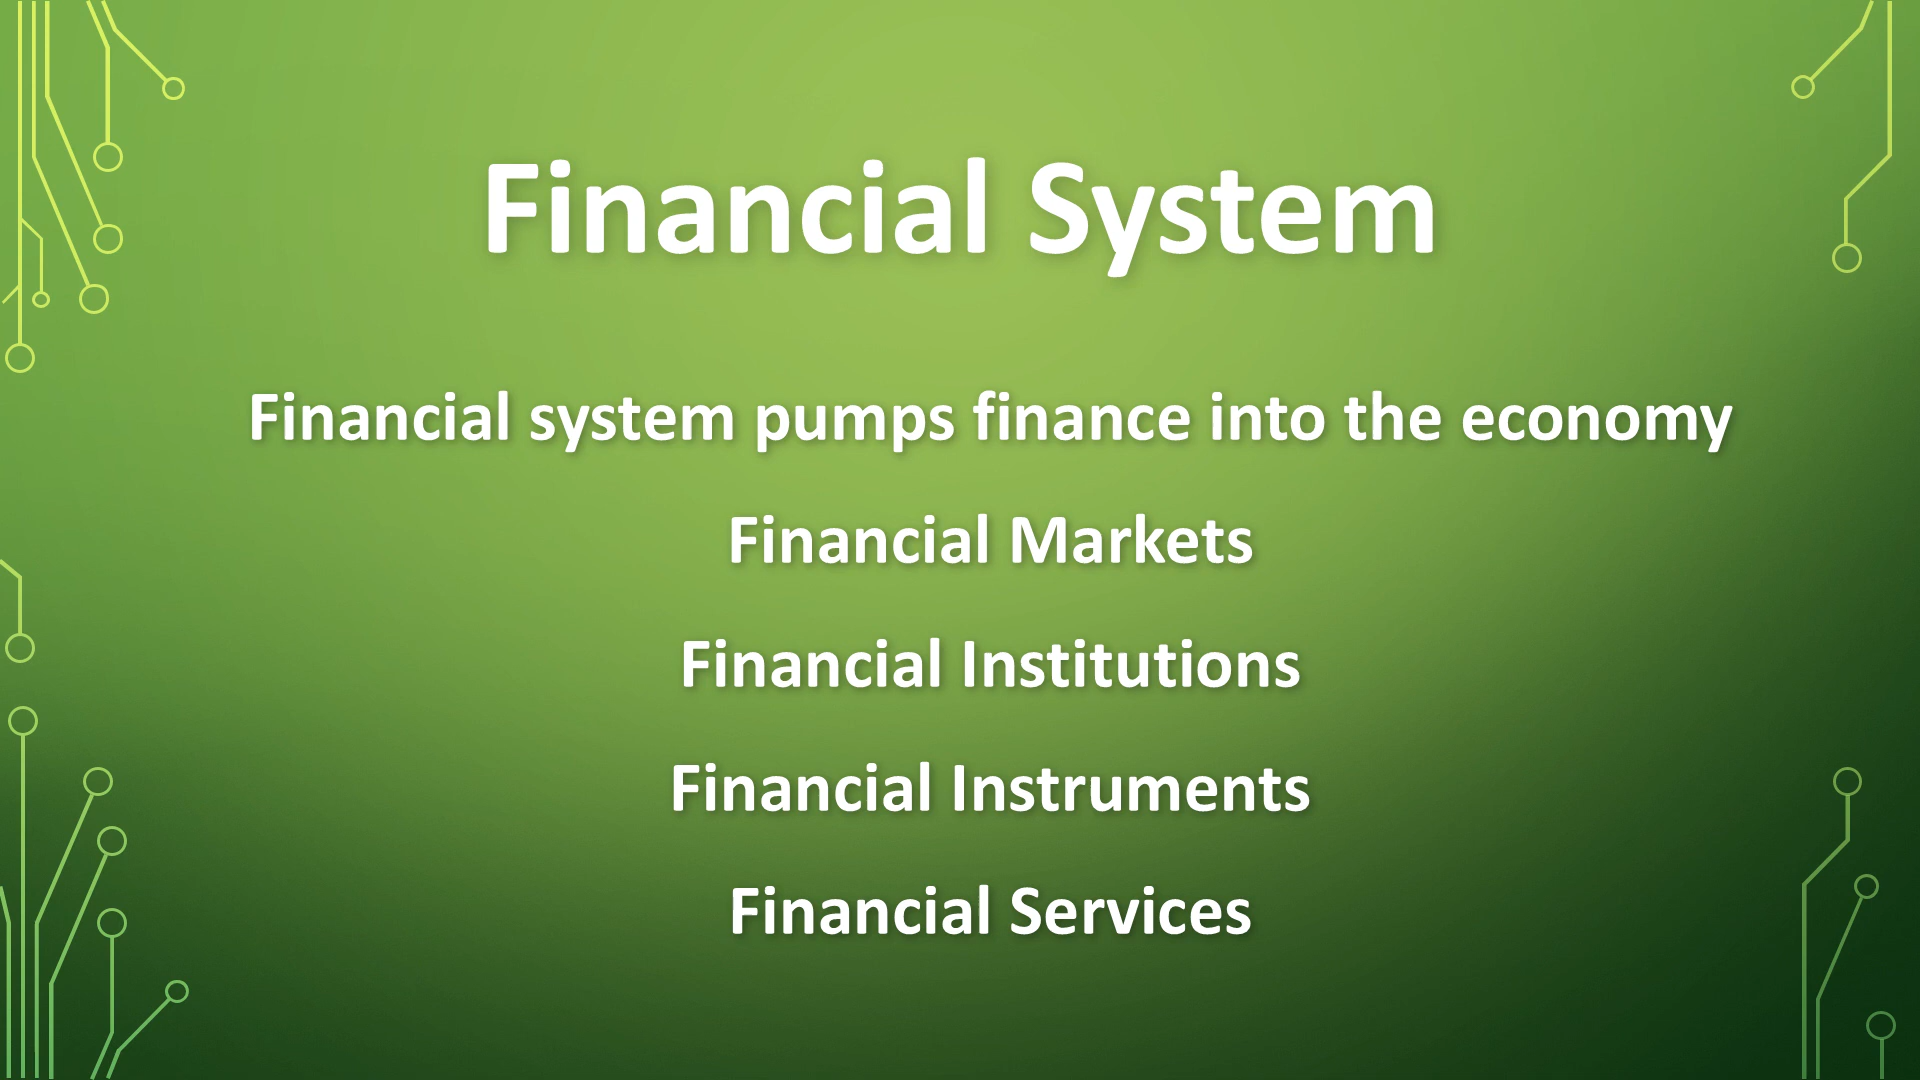 Financial System
Financial system pumps finance into the economy
Financial Markets
Financial Institutions
Financial Instruments
Financial Services